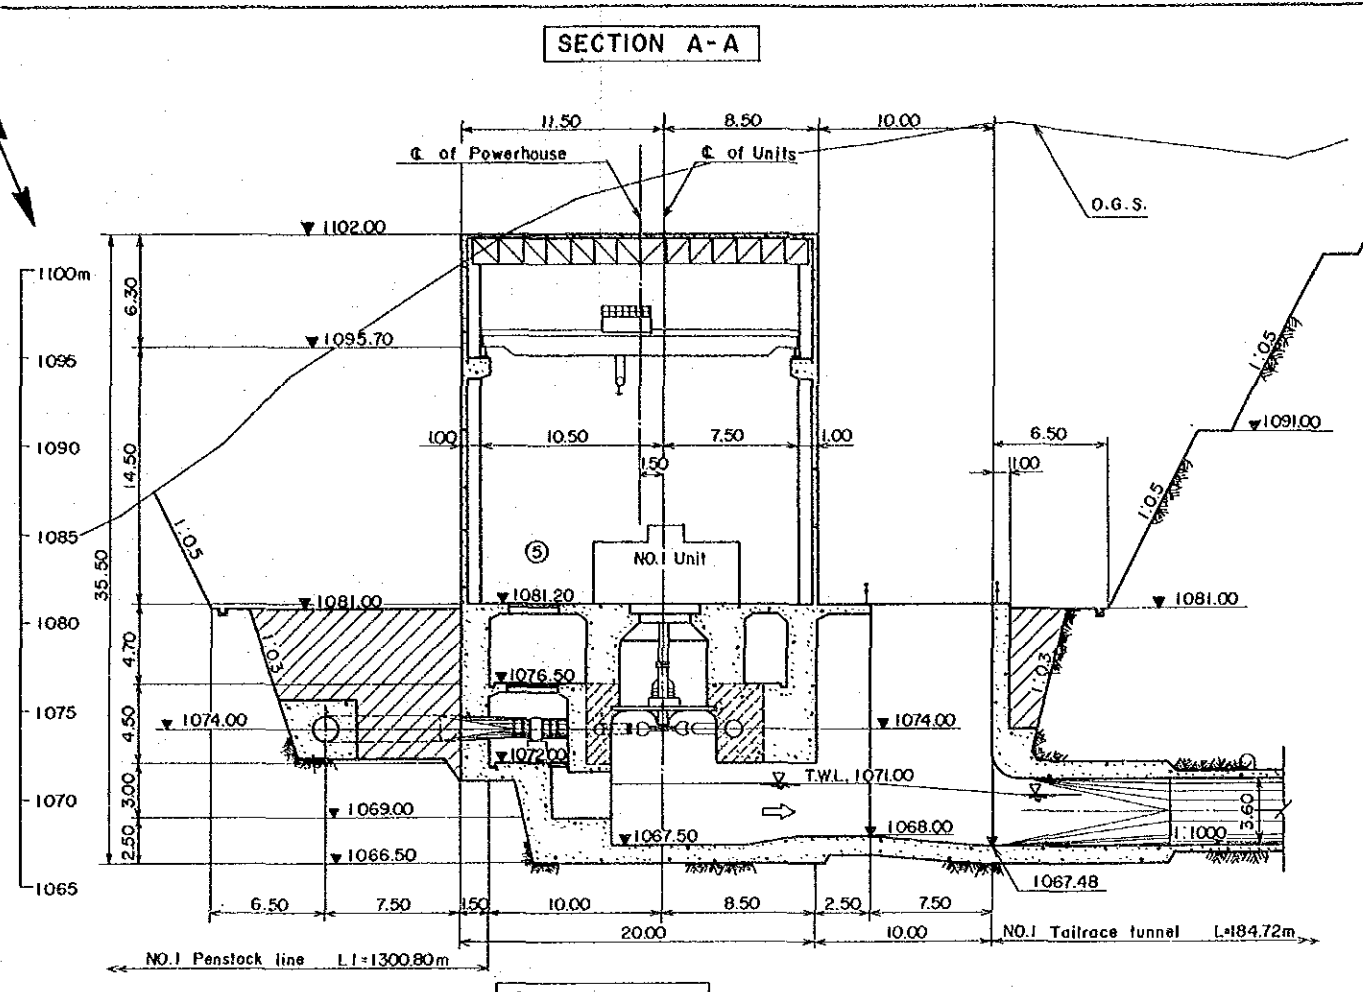 SECTION A-A
11.50 8.50 10.00
℄ of Powerhouse ℄ of Units
O.G.S.
1102.00
1100m
6.30
1095.70
1095
1:0.5
1091.00
1.00 10.50 7.50 1.00 6.50
1090
1.50
1.00
14.50
1:0.5
1085
1:0.5
35.50
5
NO.1 Unit
1081.00 1081.20 1081.00
1080
4.70
1:0.3 1:0.3
1076.50
1075
1074.00 1074.00
4.50
1072.00
T.W.L. 1071.00
1070
3.00
1069.00
3.60
1067.50 1068.00 1:1000
2.50
1066.50
1067.48
1065
6.50 7.50 1.50 10.00 8.50 2.50 7.50
20.00 10.00 NO.1 Tailrace tunnel L=184.72m
NO.1 Penstock line L1=1300.80m